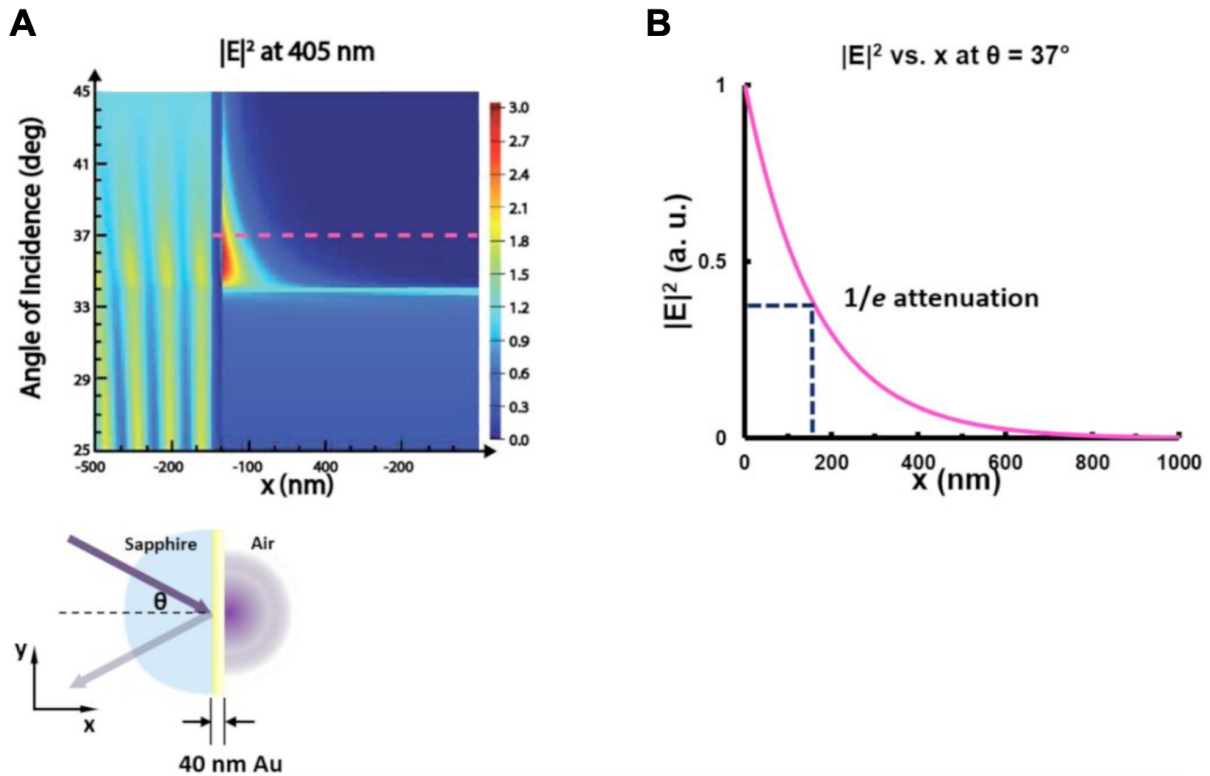 A
|E|² at 405 nm
Angle of Incidence (deg)
45
41
37
33
29
25
-500
-200
-100
400
-200
x (nm)
3.0
2.7
2.4
2.1
1.8
1.5
1.2
0.9
0.6
0.3
0.0
Sapphire
Air
θ
y
x
40 nm Au
B
|E|² vs. x at θ = 37°
|E|² (a. u.)
1
0.5
0
1/e attenuation
0
200
400
600
800
1000
x (nm)